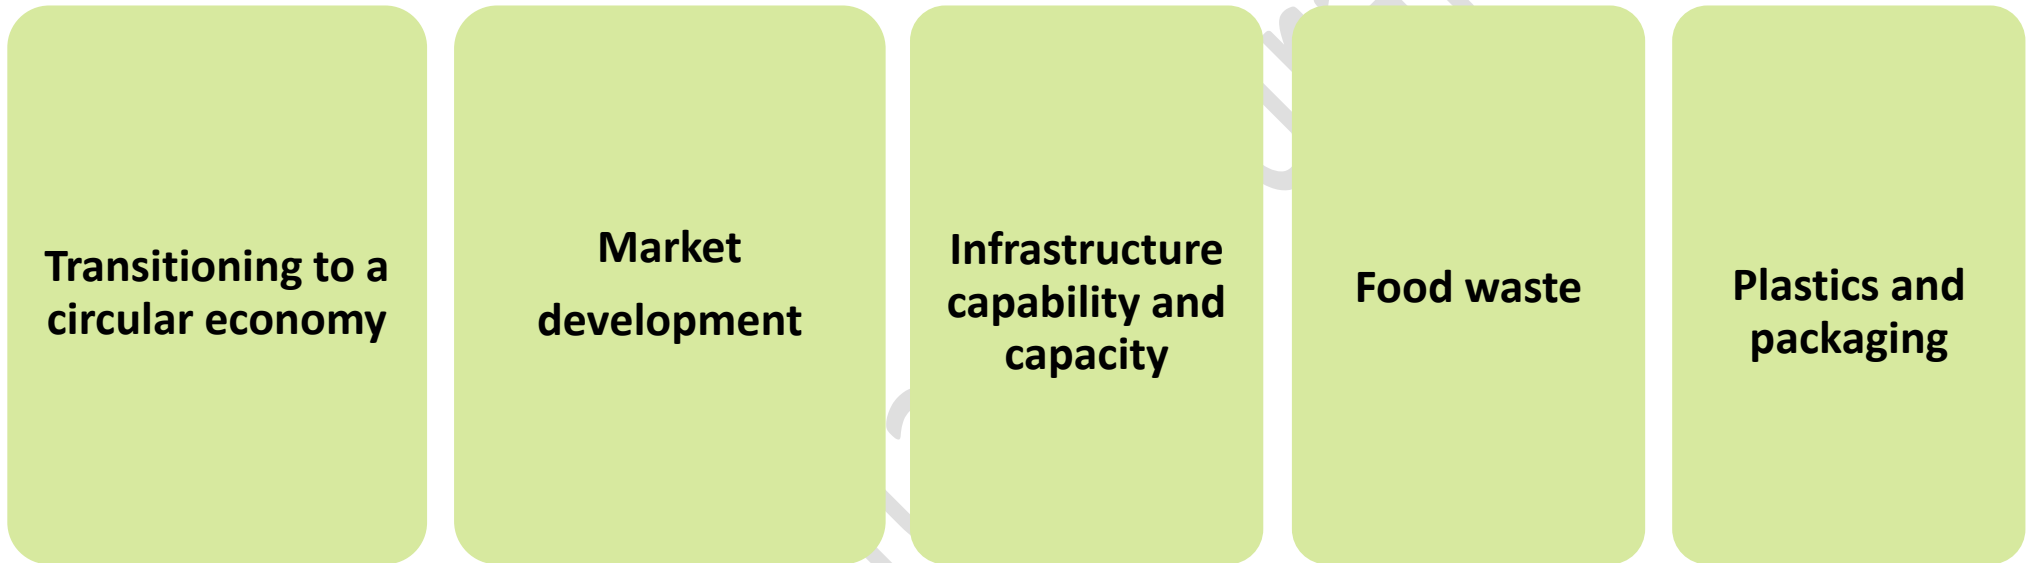 Transitioning to a
circular economy
Market
development
Infrastructure
capability and
capacity
Food waste
Plastics and
packaging